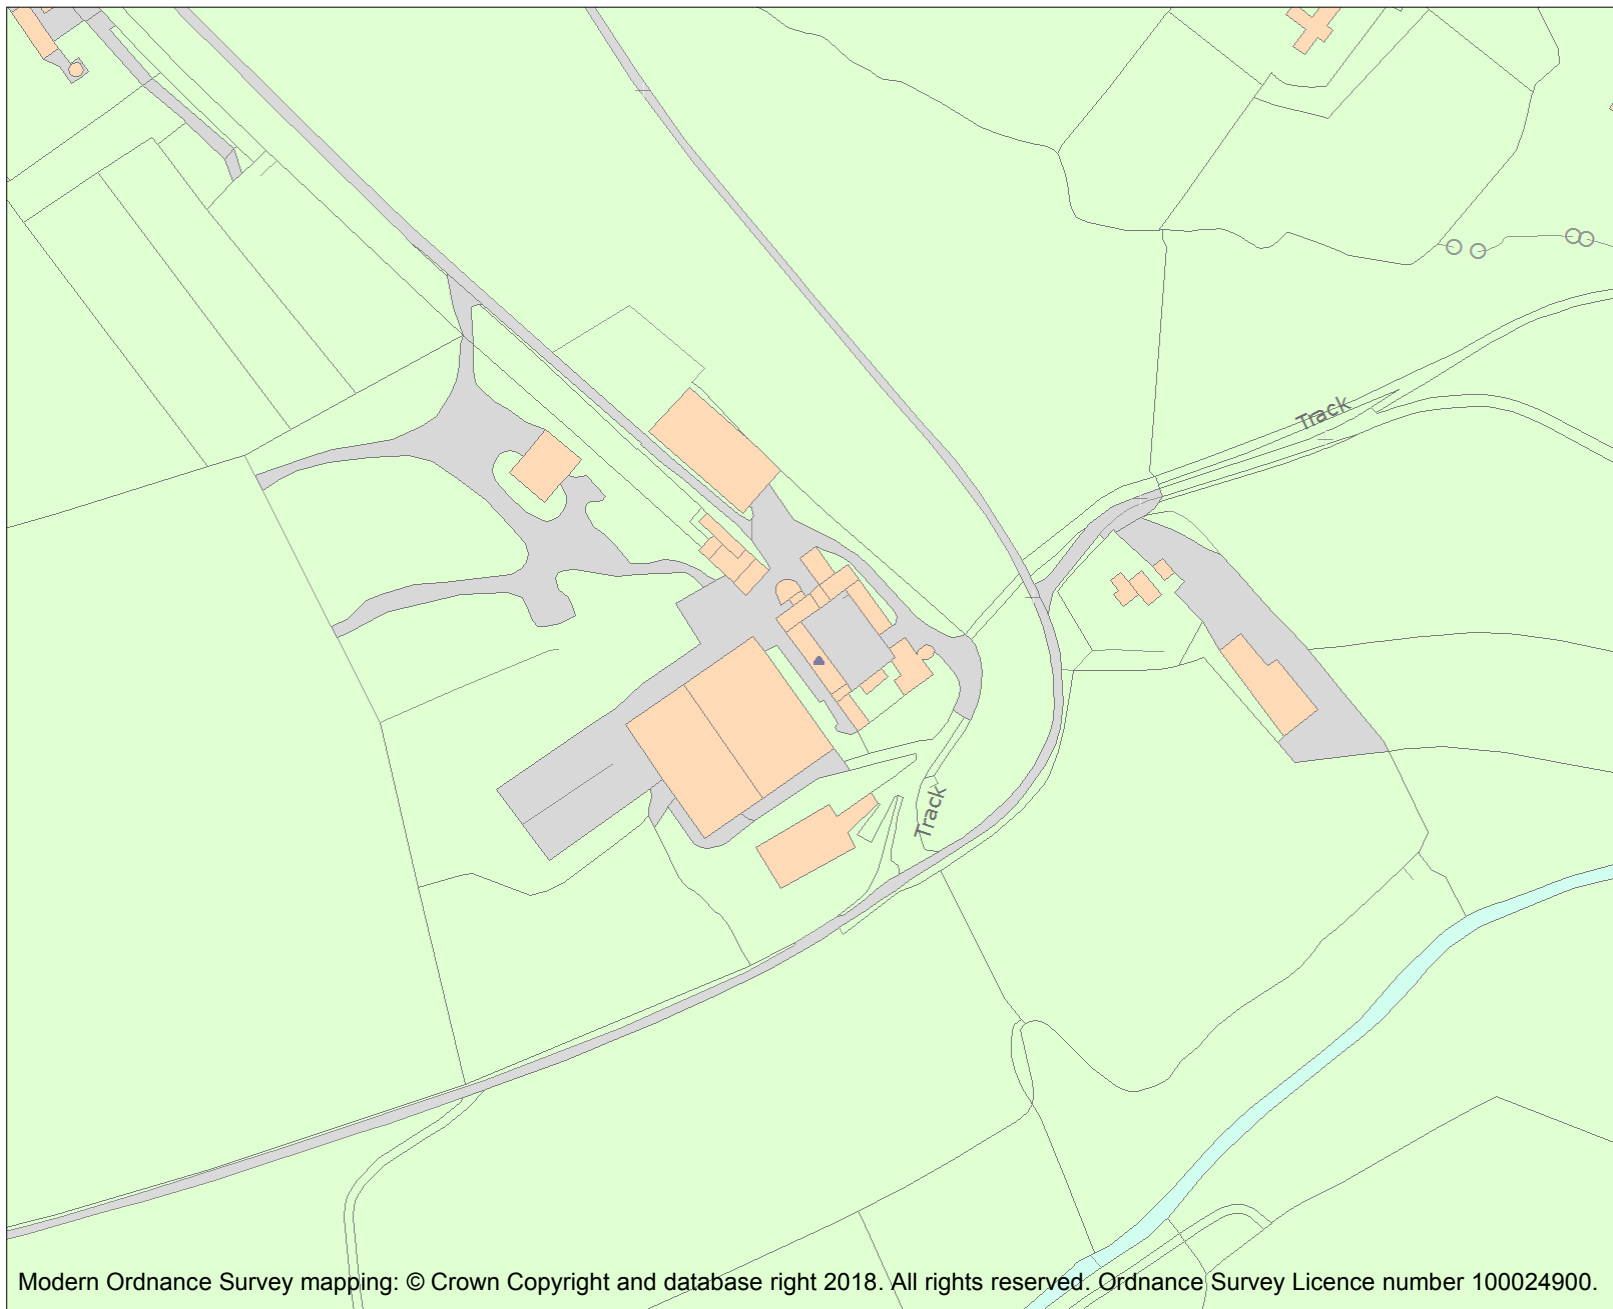 Track
Track
Modern Ordnance Survey mapping: © Crown Copyright and database right 2018. All rights reserved. Ordnance Survey Licence number 100024900.